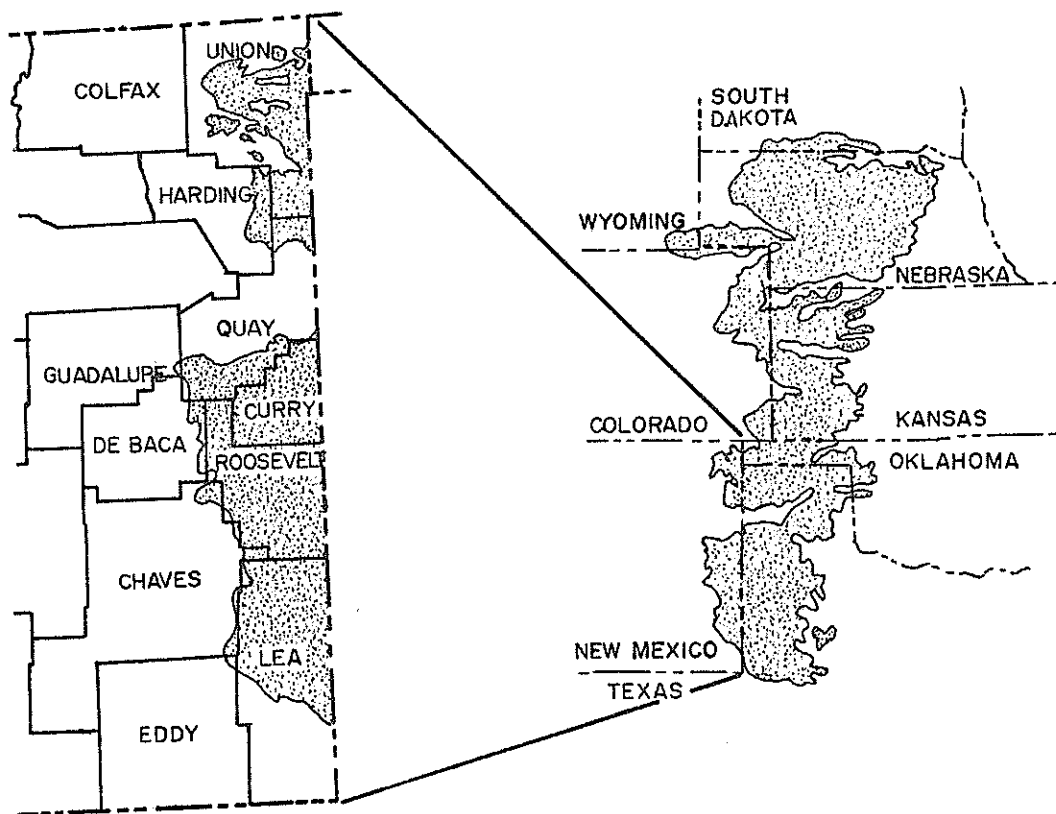 UNION
COLFAX
HARDING
QUAY
GUADALUPE
CURRY
DE BACA
ROOSEVELT
CHAVES
LEA
EDDY
SOUTH
DAKOTA
WYOMING
NEBRASKA
COLORADO
KANSAS
OKLAHOMA
NEW MEXICO
TEXAS